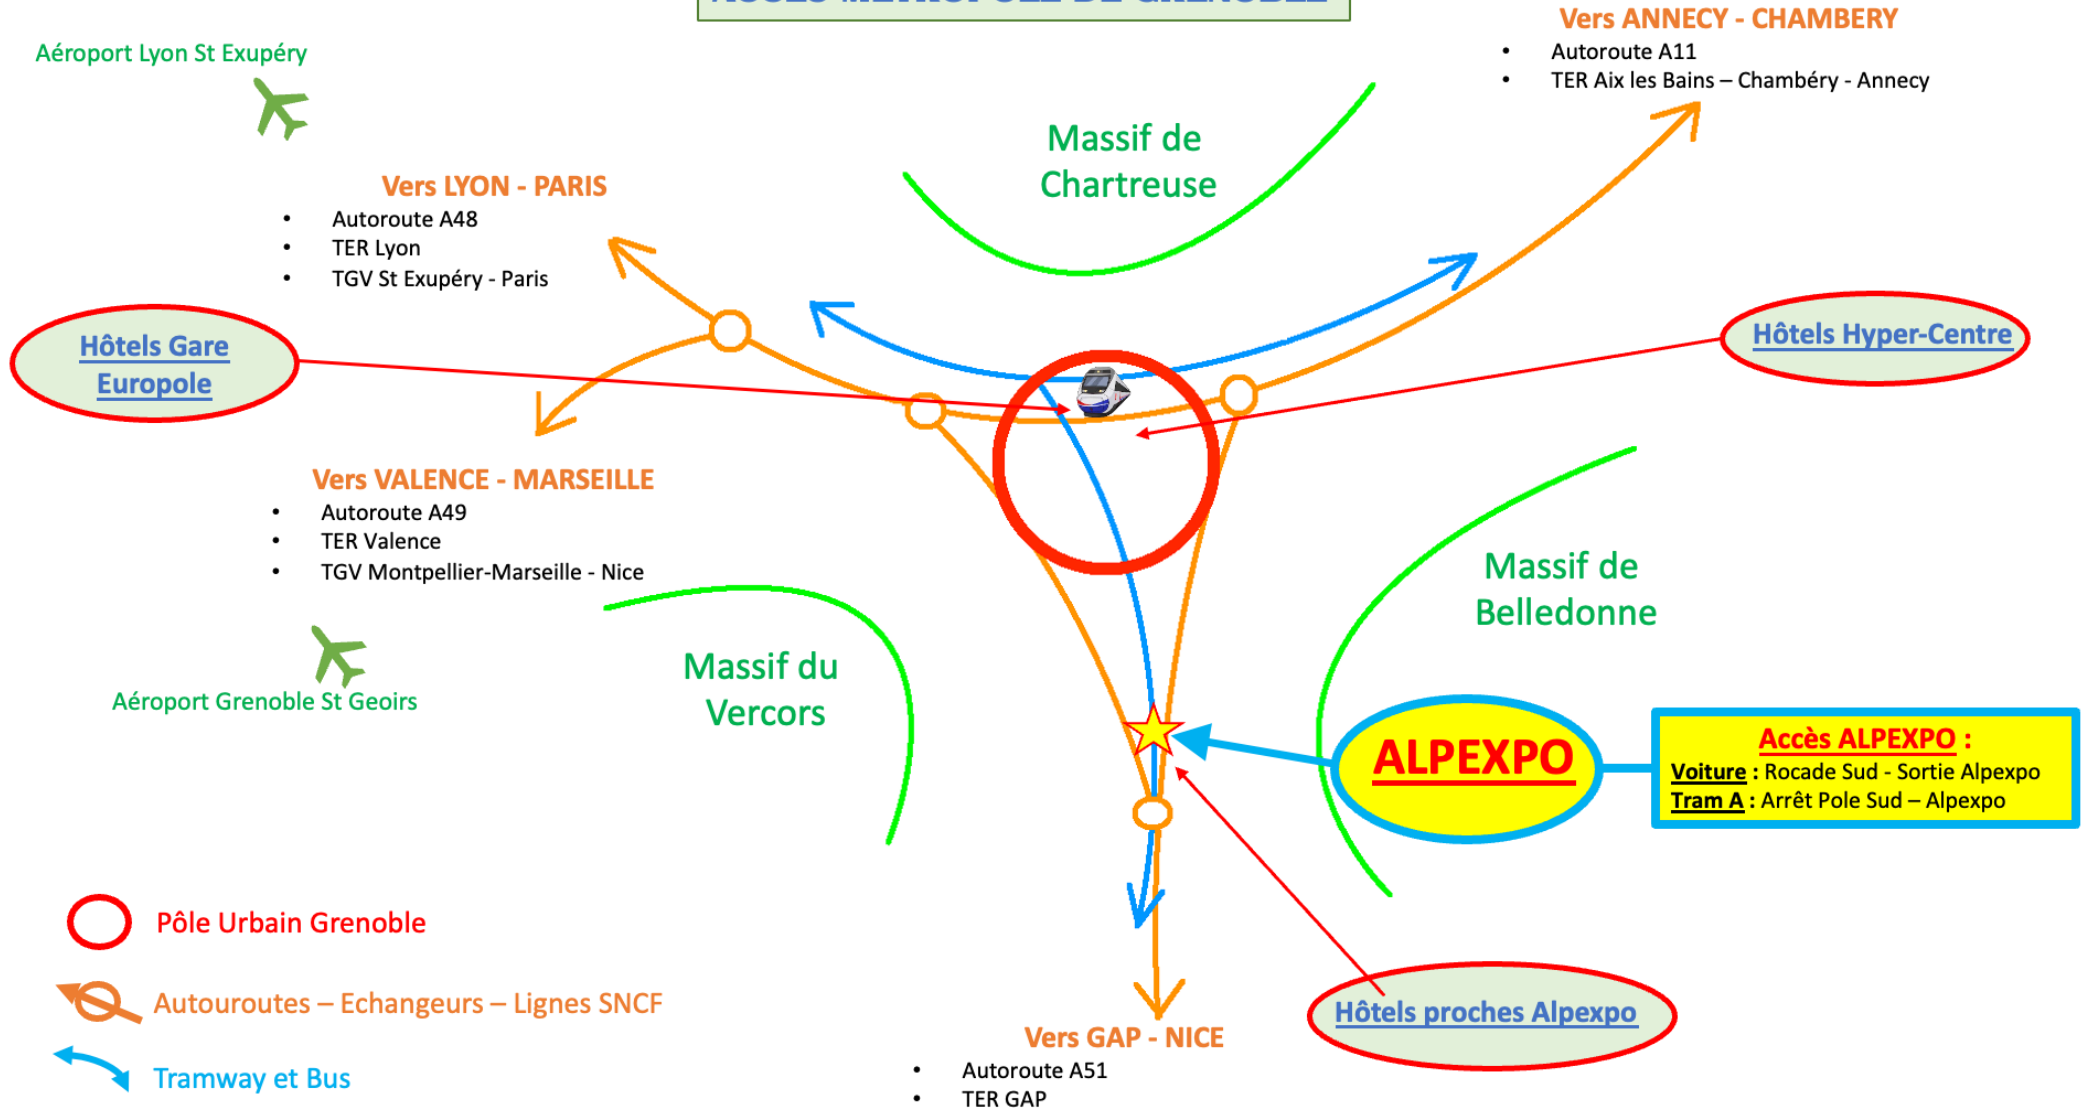 ACCÈS MÉTROPOLE DE GRENOBLE
Vers ANNECY - CHAMBERY
• Autoroute A11
• TER Aix les Bains – Chambéry - Annecy
Aéroport Lyon St Exupéry
Massif de
Chartreuse
Vers LYON - PARIS
• Autoroute A48
• TER Lyon
• TGV St Exupéry - Paris
Hôtels Gare
Europole
Hôtels Hyper-Centre
Vers VALENCE - MARSEILLE
• Autoroute A49
• TER Valence
• TGV Montpellier-Marseille - Nice
Massif de
Belledonne
Massif du
Vercors
Aéroport Grenoble St Geoirs
ALPEXPO
Accès ALPEXPO :
Voiture : Rocade Sud - Sortie Alpexpo
Tram A : Arrêt Pole Sud – Alpexpo
Pôle Urbain Grenoble
Autouroutes – Echangeurs – Lignes SNCF
Tramway et Bus
Hôtels proches Alpexpo
Vers GAP - NICE
• Autoroute A51
• TER GAP